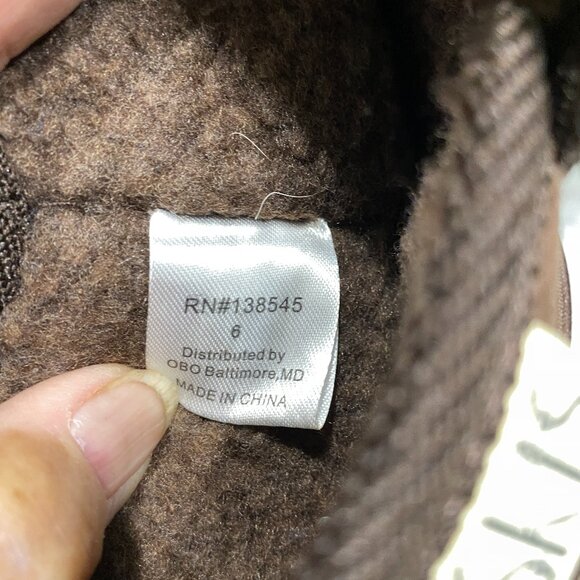 RN#138545
6
Distributed by
OBO Baltimore,MD
MADE IN CHINA